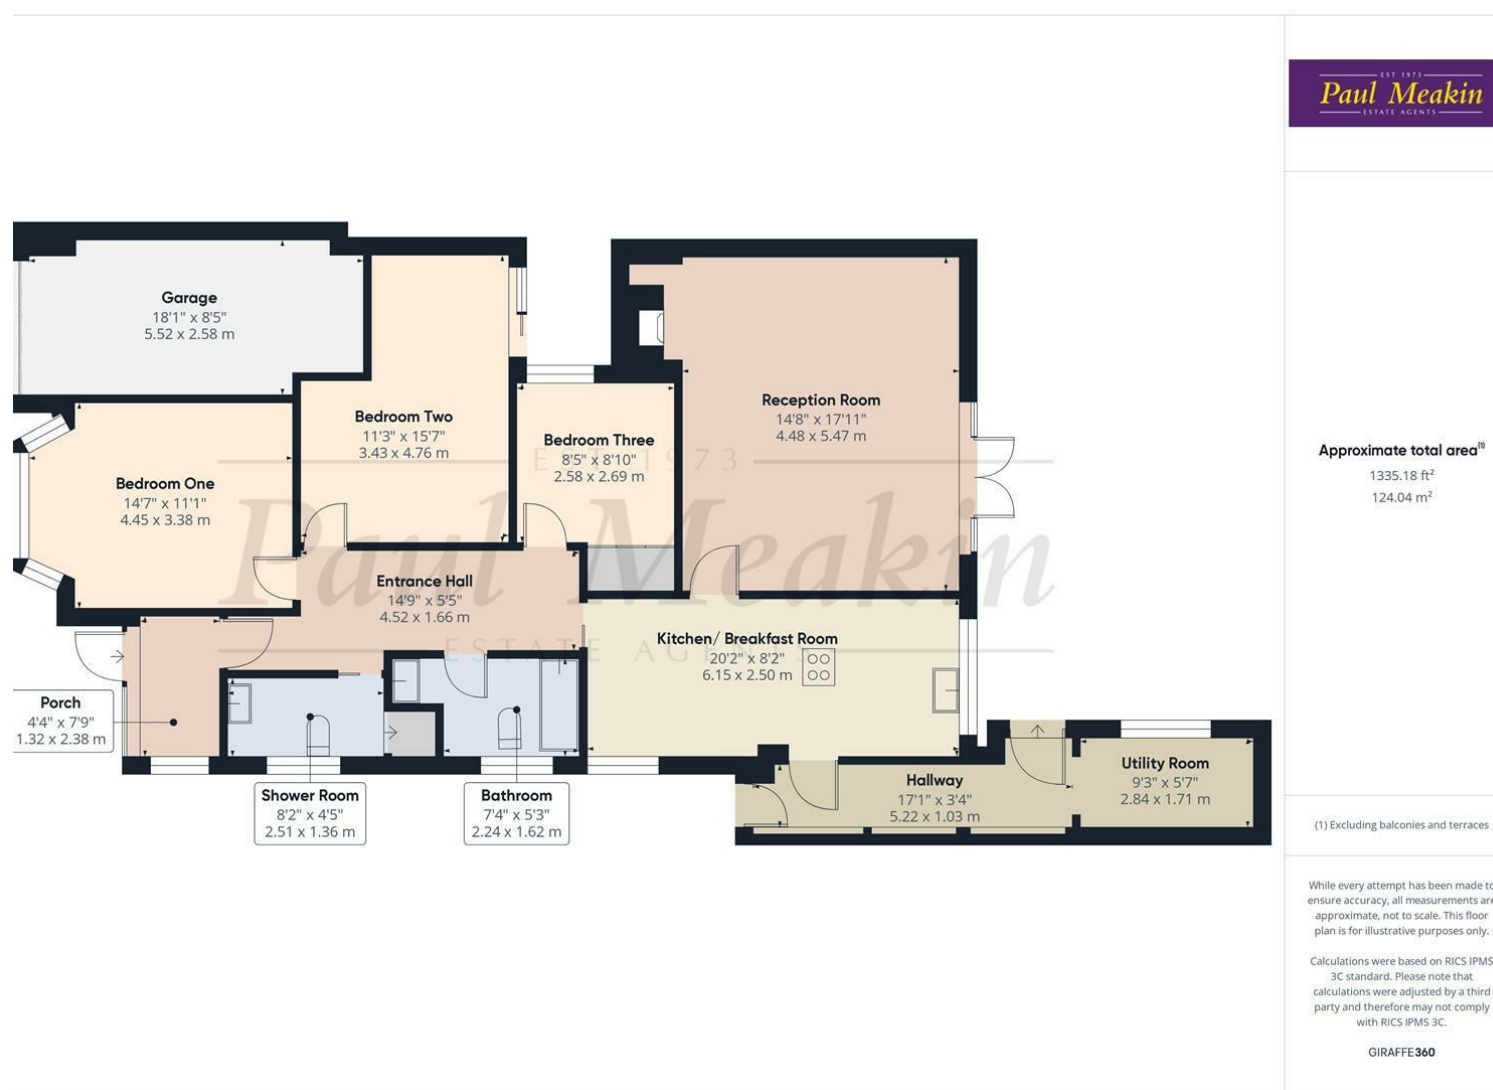 EST 1973
Paul Meakin
ESTATE AGENTS
Garage
18'1" x 8'5"
5.52 x 2.58 m
Bedroom Two
11'3" x 15'7"
3.43 x 4.76 m
Reception Room
14'8" x 17'11"
4.48 x 5.47 m
Bedroom Three
8'5" x 8'10"
2.58 x 2.69 m
Bedroom One
14'7" x 11'1"
4.45 x 3.38 m
Entrance Hall
14'9" x 5'5"
4.52 x 1.66 m
Kitchen/ Breakfast Room
20'2" x 8'2"
6.15 x 2.50 m
Porch
4'4" x 7'9"
1.32 x 2.38 m
Shower Room
8'2" x 4'5"
2.51 x 1.36 m
Bathroom
7'4" x 5'3"
2.24 x 1.62 m
Hallway
17'1" x 3'4"
5.22 x 1.03 m
Utility Room
9'3" x 5'7"
2.84 x 1.71 m
EST 1973
Paul Meakin
ESTATE AGENTS
Approximate total area(1)
1335.18 ft²
124.04 m²
(1) Excluding balconies and terraces
While every attempt has been made to
ensure accuracy, all measurements are
approximate, not to scale. This floor
plan is for illustrative purposes only.
Calculations were based on RICS IPMS
3C standard. Please note that
calculations were adjusted by a third
party and therefore may not comply
with RICS IPMS 3C.
GIRAFFE360